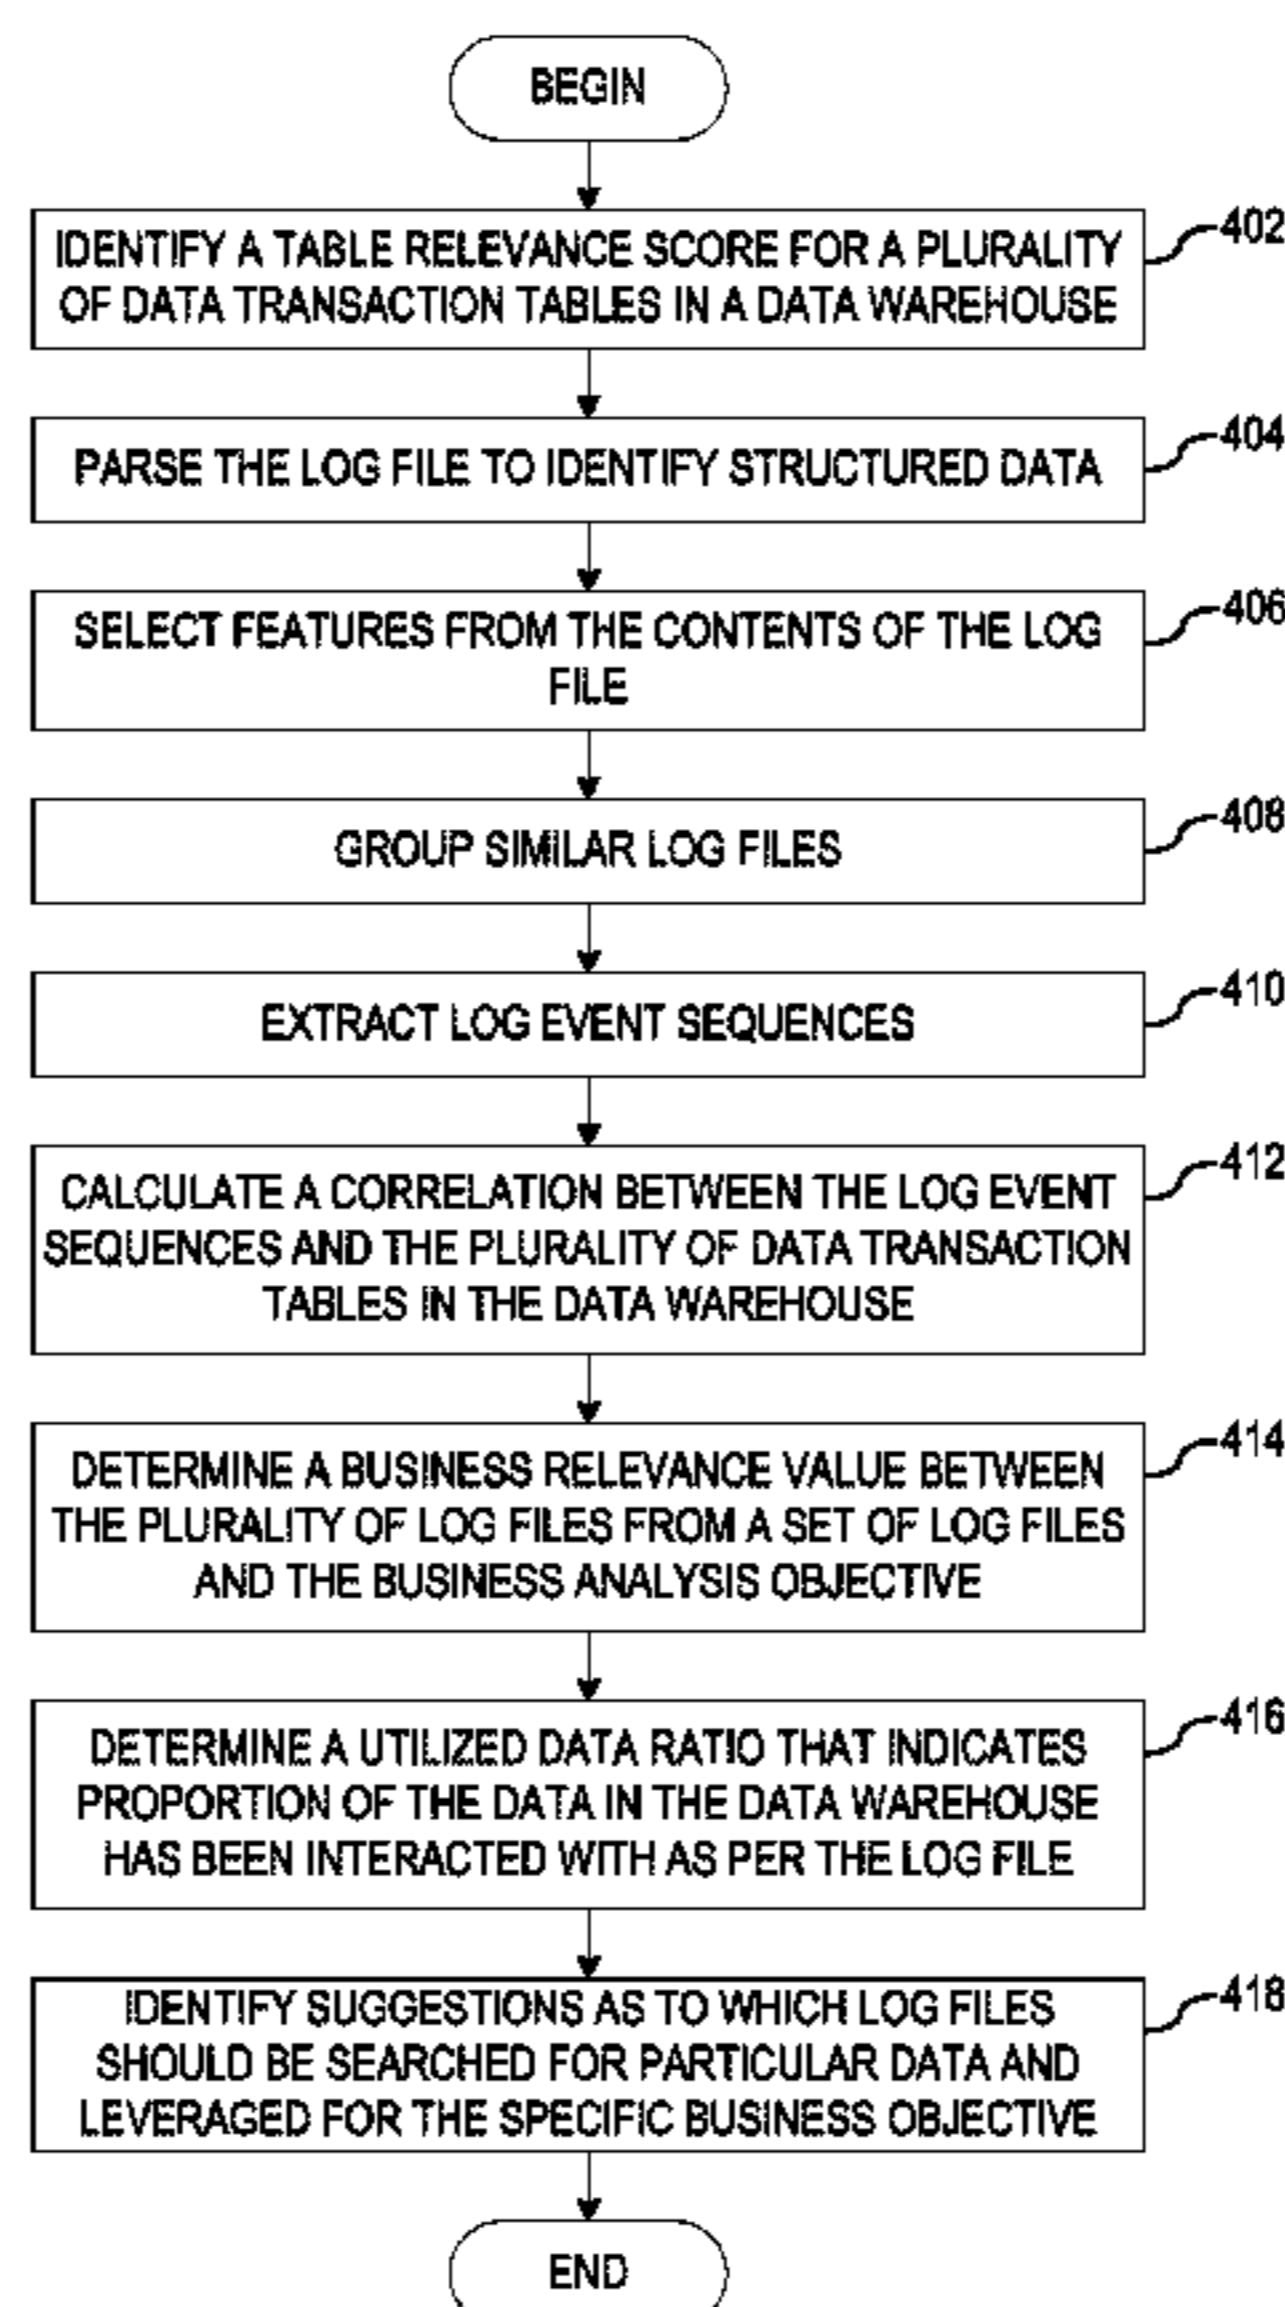 BEGIN
IDENTIFY A TABLE RELEVANCE SCORE FOR A PLURALITY
OF DATA TRANSACTION TABLES IN A DATA WAREHOUSE
402
PARSE THE LOG FILE TO IDENTIFY STRUCTURED DATA
404
SELECT FEATURES FROM THE CONTENTS OF THE LOG
FILE
406
GROUP SIMILAR LOG FILES
408
EXTRACT LOG EVENT SEQUENCES
410
CALCULATE A CORRELATION BETWEEN THE LOG EVENT
SEQUENCES AND THE PLURALITY OF DATA TRANSACTION
TABLES IN THE DATA WAREHOUSE
412
DETERMINE A BUSINESS RELEVANCE VALUE BETWEEN
THE PLURALITY OF LOG FILES FROM A SET OF LOG FILES
AND THE BUSINESS ANALYSIS OBJECTIVE
414
DETERMINE A UTILIZED DATA RATIO THAT INDICATES
PROPORTION OF THE DATA IN THE DATA WAREHOUSE
HAS BEEN INTERACTED WITH AS PER THE LOG FILE
416
IDENTIFY SUGGESTIONS AS TO WHICH LOG FILES
SHOULD BE SEARCHED FOR PARTICULAR DATA AND
LEVERAGED FOR THE SPECIFIC BUSINESS OBJECTIVE
418
END